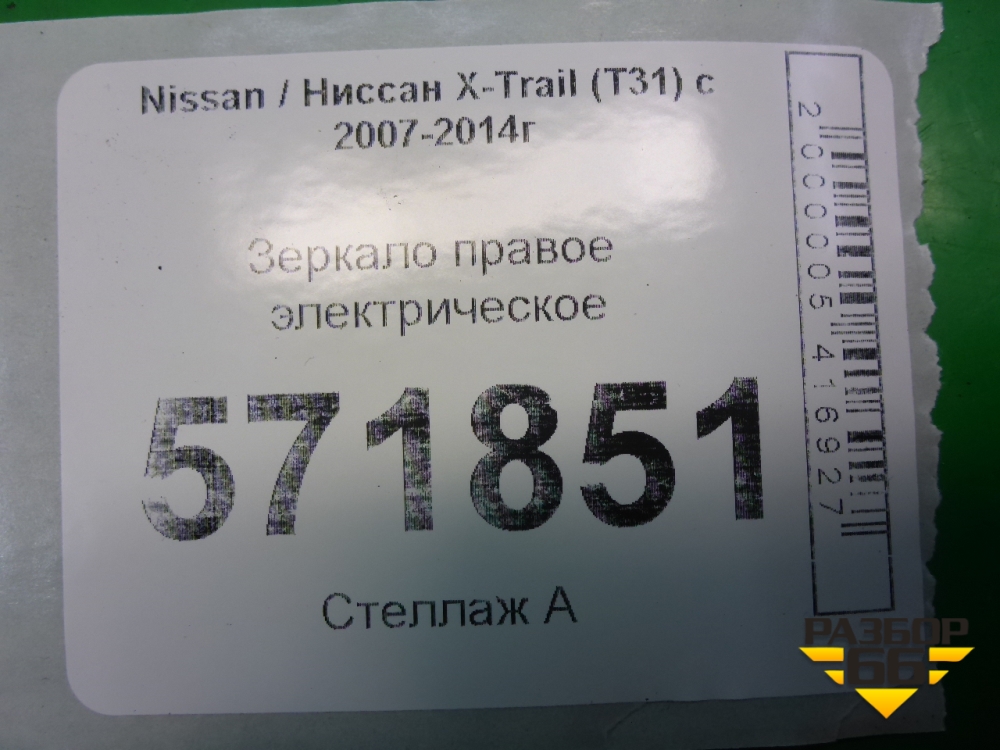 Nissan / Ниссан X-Trail (T31) с
2007-2014г
Зеркало правое
электрическое
571851
Стеллаж А
2000005416927
РАЗБОР
66